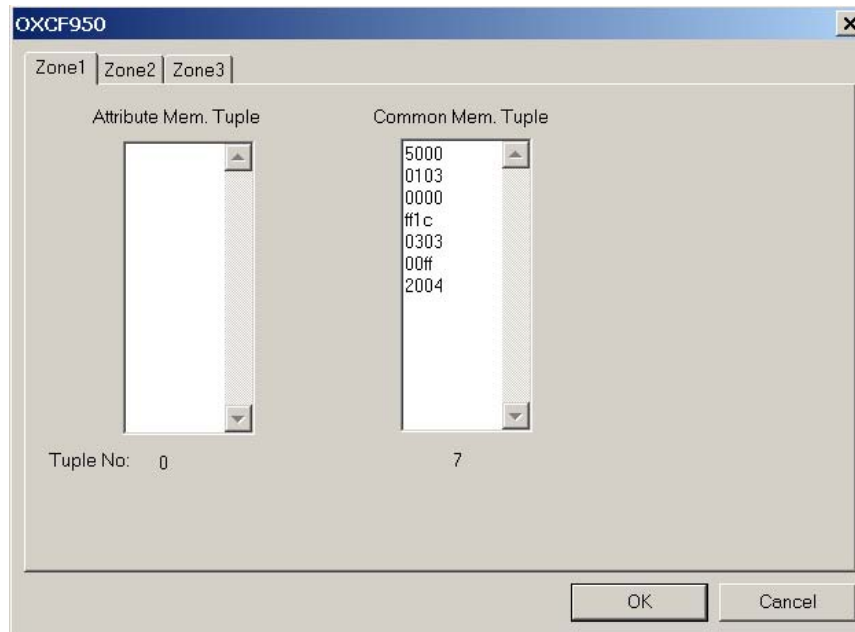 OXCF950
Zone1 Zone2 Zone3
Attribute Mem. Tuple Common Mem. Tuple
5000
0103
0000
ff1c
0303
00ff
2004
Tuple No: 0 7
OK Cancel